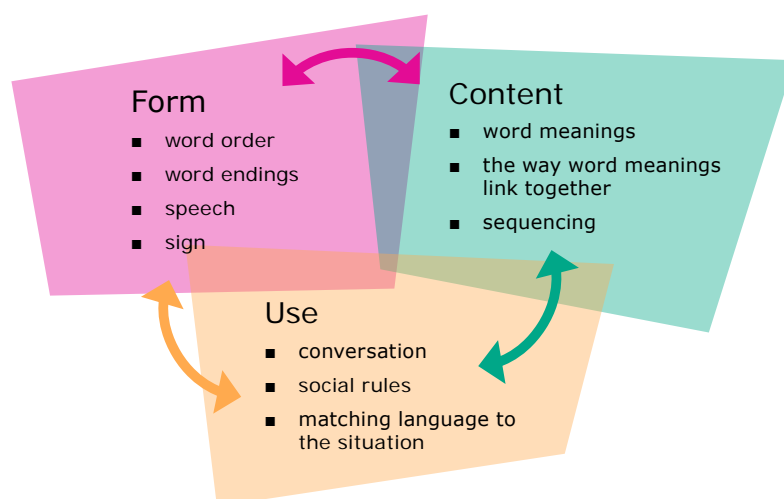 Form
■ word order
■ word endings
■ speech
■ sign
Content
■ word meanings
■ the way word meanings
link together
■ sequencing
Use
■ conversation
■ social rules
■ matching language to
the situation